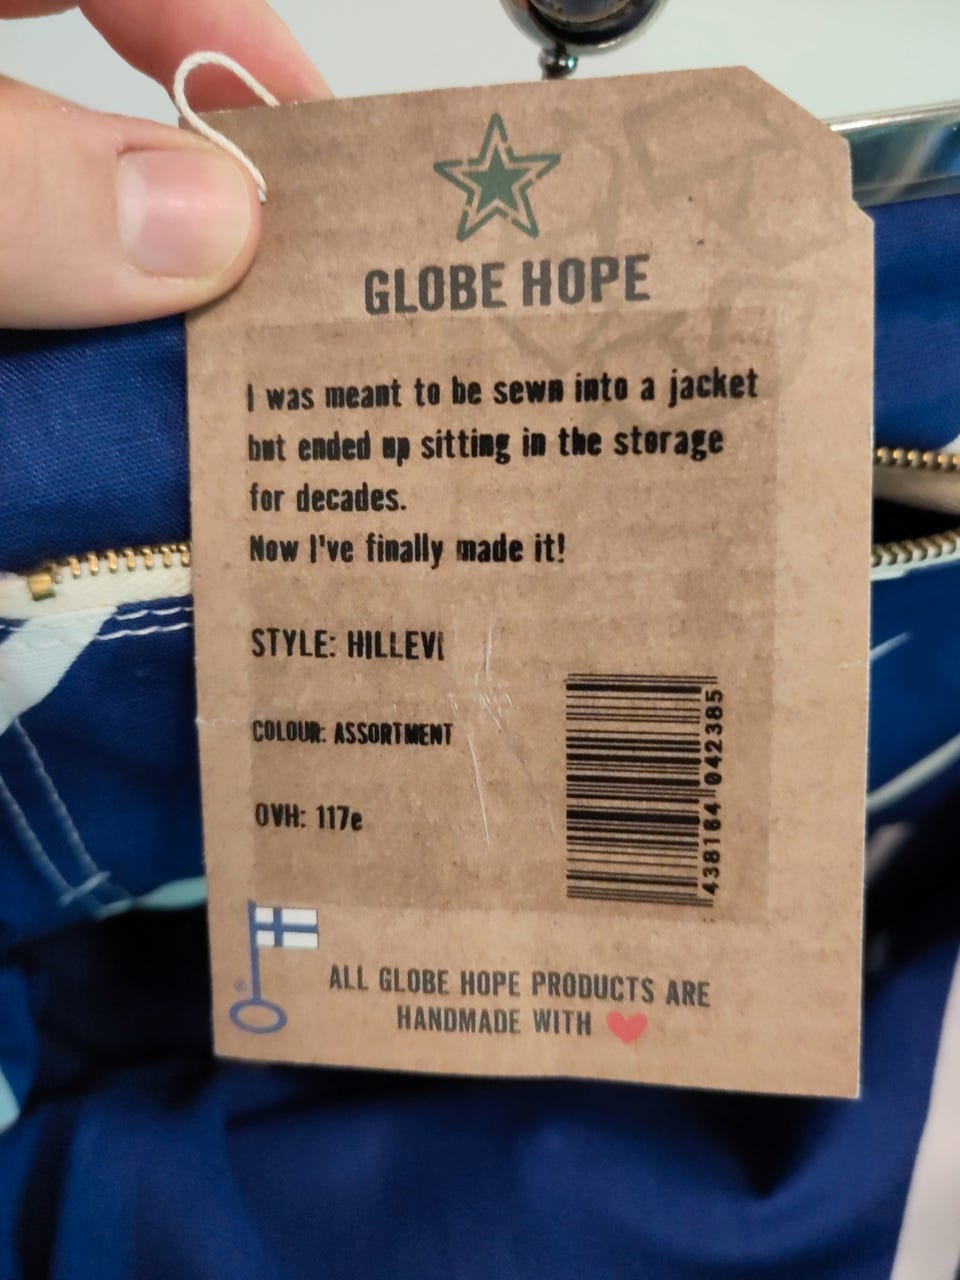 GLOBE HOPE
I was meant to be sewn into a jacket
but ended up sitting in the storage
for decades.
Now I've finally made it!
STYLE: HILLEVI
COLOUR: ASSORTMENT
OVH: 117e
438164 042385
®
ALL GLOBE HOPE PRODUCTS ARE
HANDMADE WITH